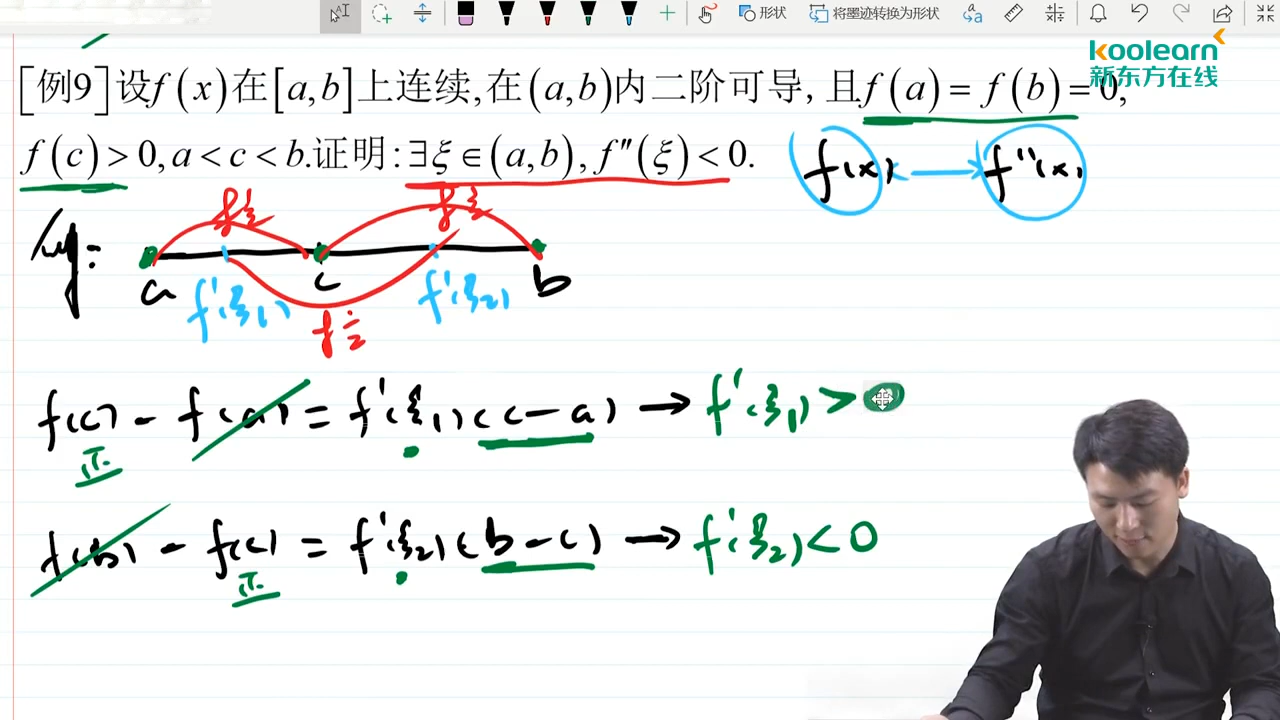 形状 将墨迹转换为形状
koolearn
新东方在线
[例9]设f(x)在[a,b]上连续,在(a,b)内二阶可导,且f(a)=f(b)=0,
f(c)>0,a<c<b.证明:∃ξ∈(a,b),f″(ξ)<0.
f(x) f″(x)
a c b
f'(ξ₁) f'(ξ₂)
f(c) - f(a) = f'(ξ₁)(c-a) → f'(ξ₁)>0
正
f(b) - f(c) = f'(ξ₂)(b-c) → f'(ξ₂)<0
正